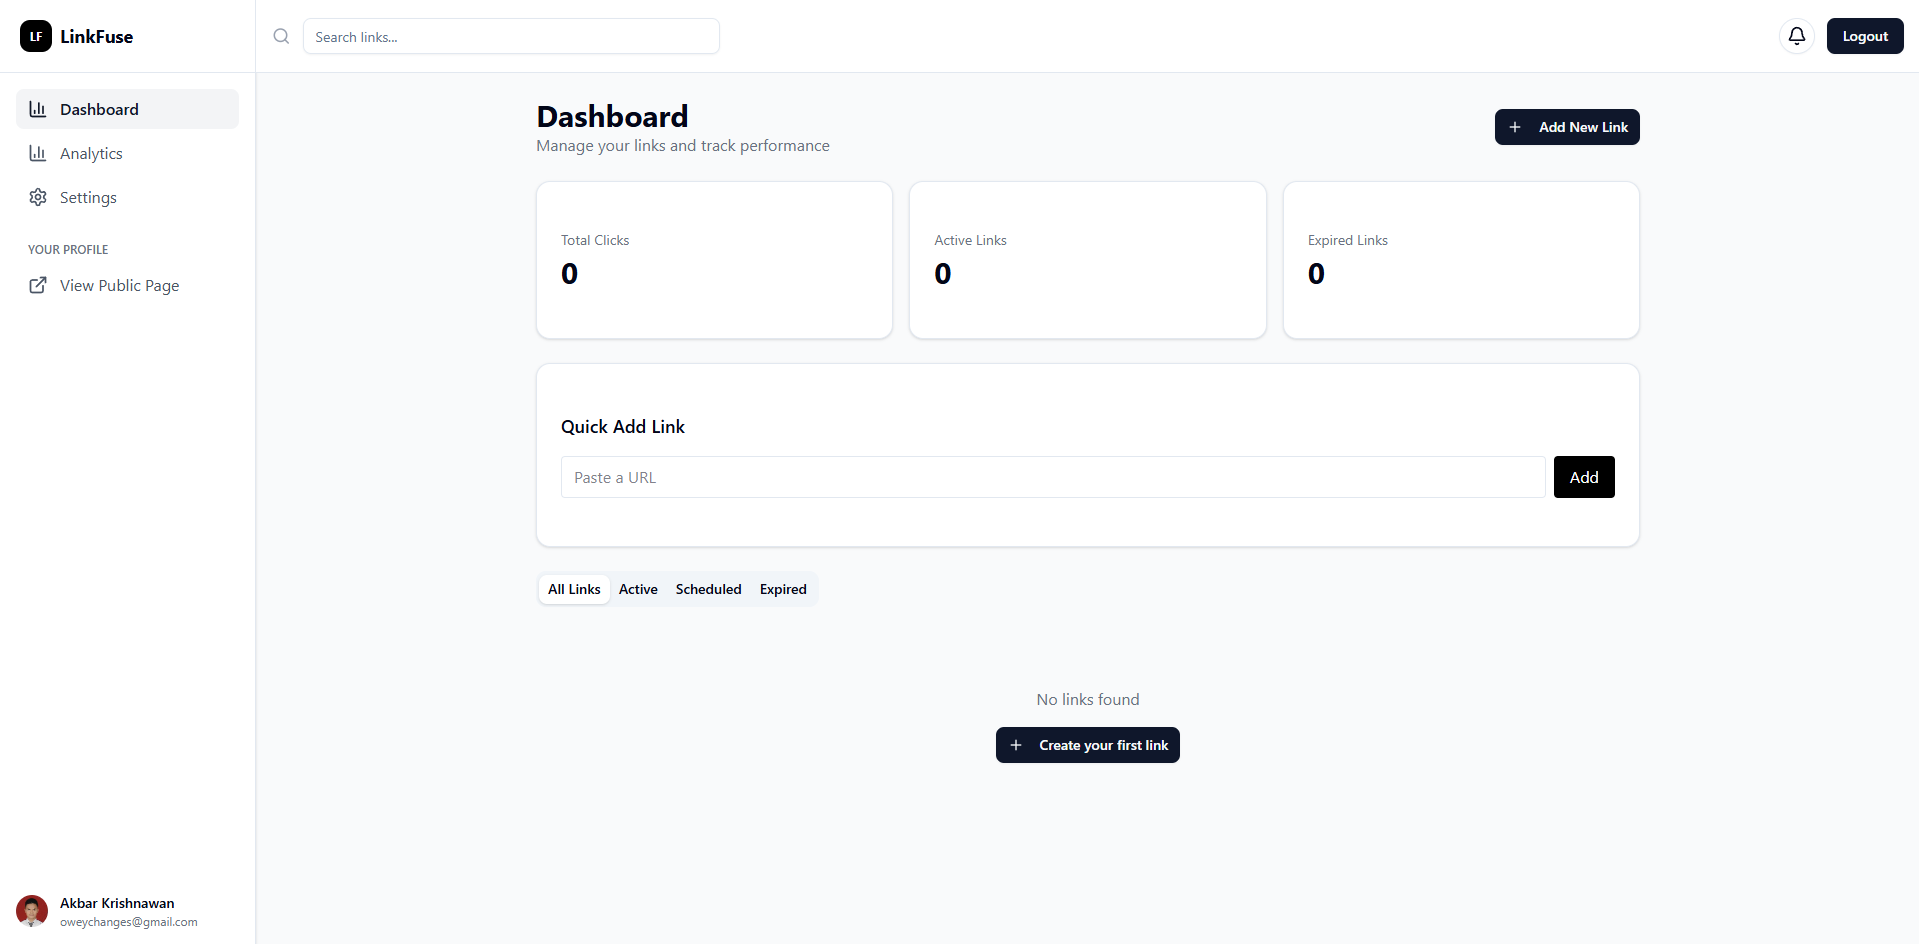 LF LinkFuse
Search links...
Logout
Dashboard
Analytics
Settings
YOUR PROFILE
View Public Page
Akbar Krishnawan
oweychanges@gmail.com
Dashboard
Manage your links and track performance
Add New Link
Total Clicks
0
Active Links
0
Expired Links
0
Quick Add Link
Paste a URL
Add
All Links Active Scheduled Expired
No links found
Create your first link